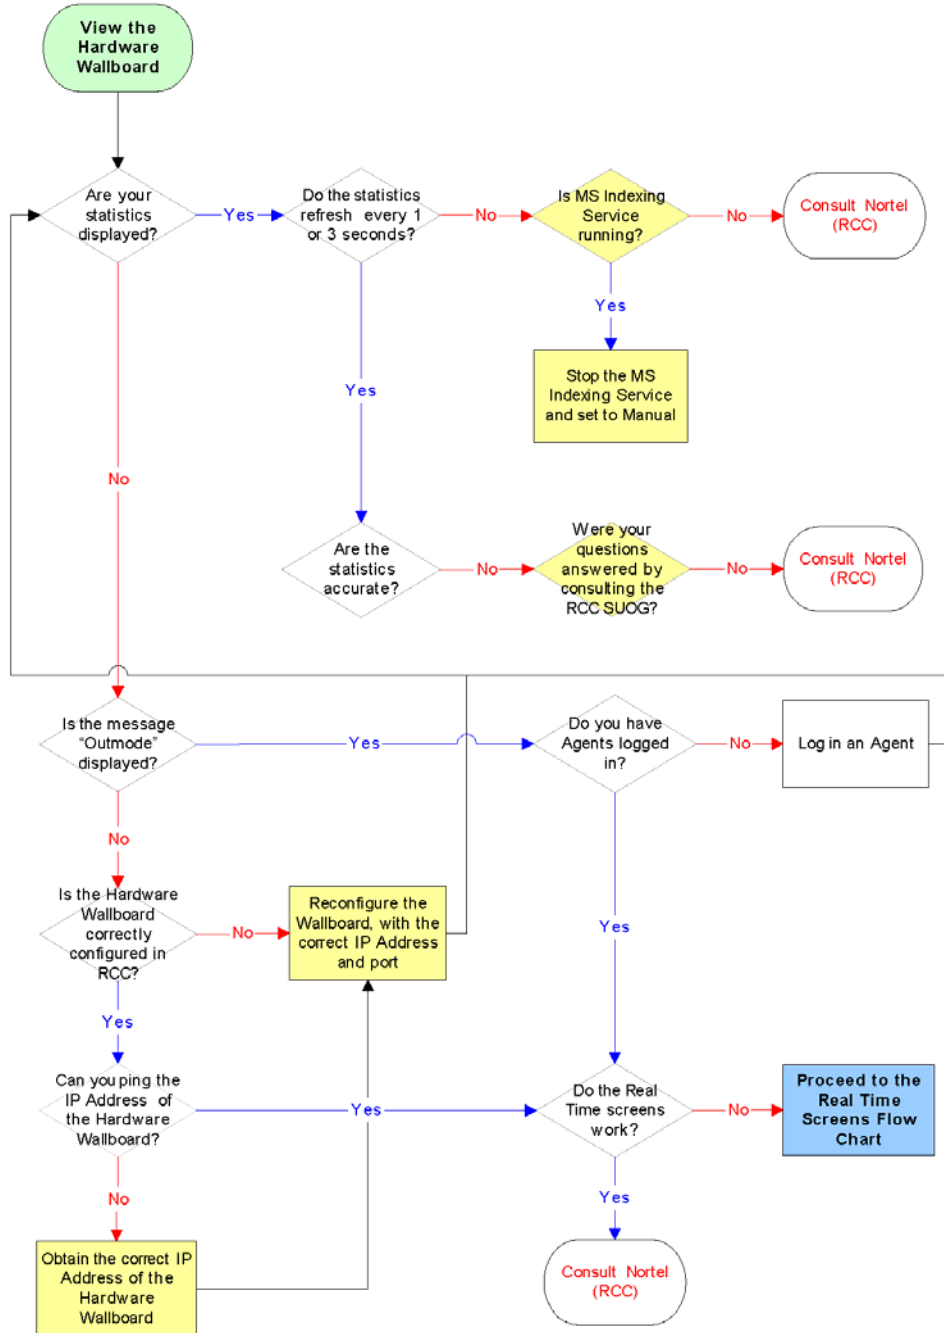 View the
Hardware
Wallboard
Are your
statistics
displayed?
Yes
Do the statistics
refresh every 1
or 3 seconds?
No
Is MS Indexing
Service
running?
No
Consult Nortel
(RCC)
Yes
Stop the MS
Indexing Service
and set to Manual
Yes
No
Are the
statistics
accurate?
No
Were your
questions
answered by
consulting the
RCC SUOG?
No
Consult Nortel
(RCC)
Is the message
“Outmode”
displayed?
Yes
Do you have
Agents logged
in?
No
Log in an Agent
No
Is the Hardware
Wallboard
correctly
configured in
RCC?
No
Reconfigure the
Wallboard, with the
correct IP Address
and port
Yes
Yes
Can you ping the
IP Address of
the Hardware
Wallboard?
Yes
Do the Real
Time screens
work?
No
Proceed to the
Real Time
Screens Flow
Chart
No
Yes
Obtain the correct IP
Address of the
Hardware
Wallboard
Consult Nortel
(RCC)